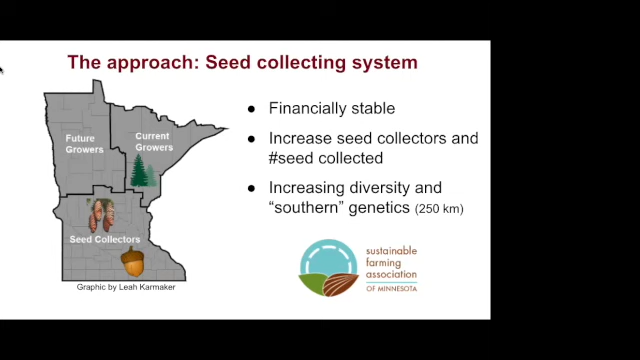 The approach: Seed collecting system
Future
Growers
Current
Growers
Seed Collectors
Graphic by Leah Karmaker
● Financially stable
● Increase seed collectors and
#seed collected
● Increasing diversity and
“southern” genetics (250 km)
sustainable
farming
association
OF MINNESOTA